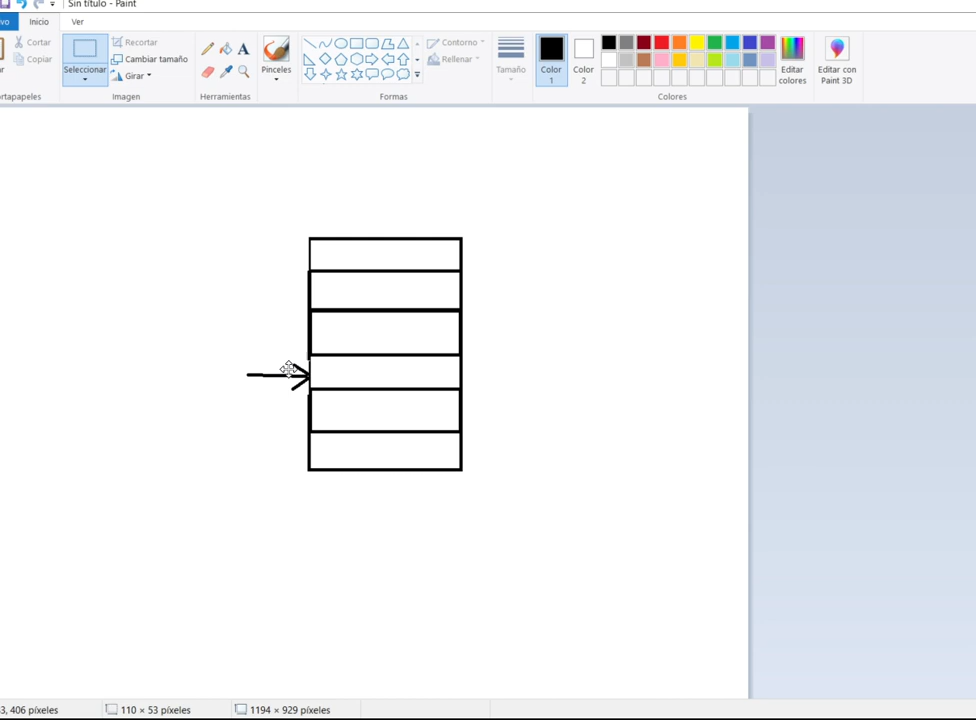 Sin título - Paint
vo
Inicio
Ver
Cortar
Copiar
Seleccionar
Recortar
Cambiar tamaño
Girar
A
Pinceles
Contorno
Rellenar
Tamaño
Color
1
Color
2
Editar
colores
Editar con
Paint 3D
rtapapeles
Imagen
Herramientas
Formas
Colores
3, 406 píxeles
110 × 53 píxeles
1194 × 929 píxeles